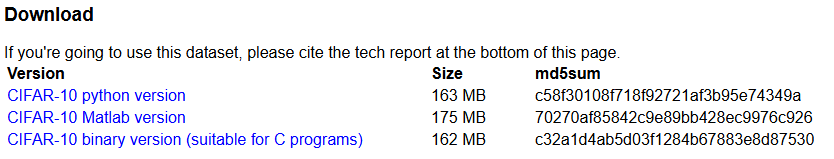 Download
If you're going to use this dataset, please cite the tech report at the bottom of this page.
Version Size md5sum
CIFAR-10 python version 163 MB c58f30108f718f92721af3b95e74349a
CIFAR-10 Matlab version 175 MB 70270af85842c9e89bb428ec9976c926
CIFAR-10 binary version (suitable for C programs) 162 MB c32a1d4ab5d03f1284b67883e8d87530